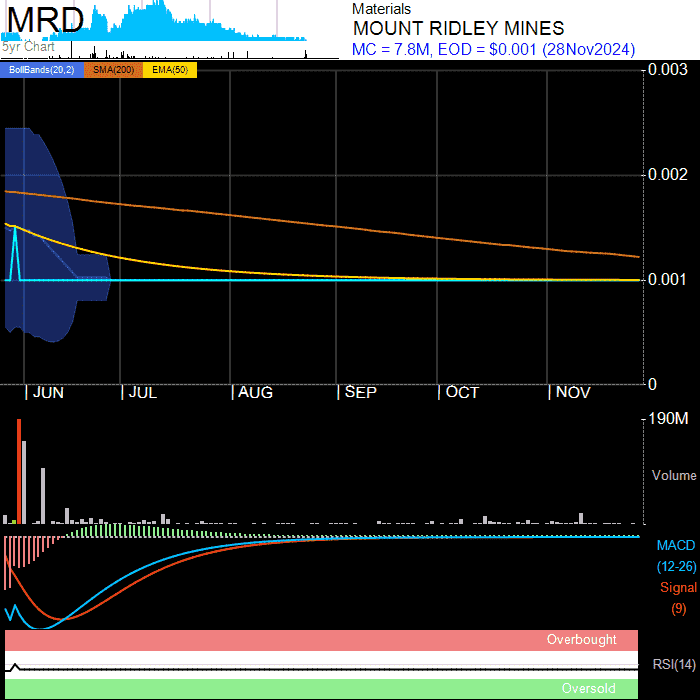 MRD
5yr Chart
Materials
MOUNT RIDLEY MINES
MC = 7.8M, EOD = $0.001 (28Nov2024)
BollBands(20,2) SMA(200) EMA(50)
0.003
0.002
0.001
0
JUN JUL AUG SEP OCT NOV
190M
Volume
MACD
(12-26)
Signal
(9)
Overbought
RSI(14)
Oversold